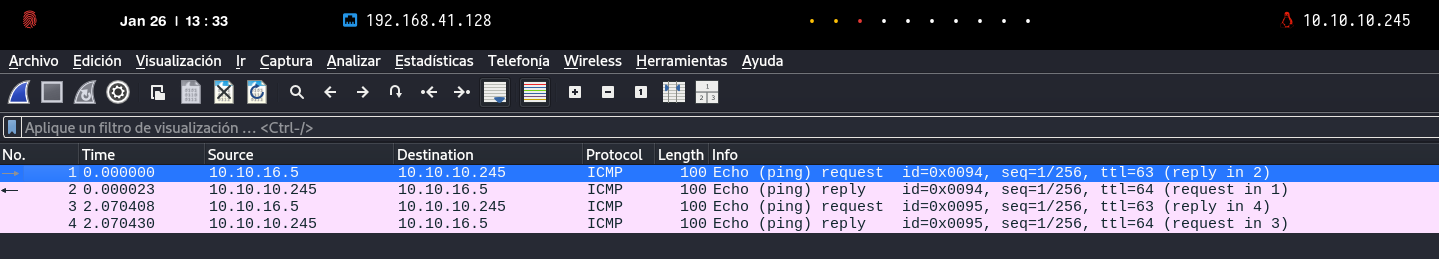 Jan 26 | 13 : 33 192.168.41.128 10.10.10.245
Archivo Edición Visualización Ir Captura Analizar Estadísticas Telefonía Wireless Herramientas Ayuda
1
1
2 3
Aplique un filtro de visualización … <Ctrl-/>
No. Time Source Destination Protocol Length Info
1 0.000000 10.10.16.5 10.10.10.245 ICMP 100 Echo (ping) request id=0x0094, seq=1/256, ttl=63 (reply in 2)
2 0.000023 10.10.10.245 10.10.16.5 ICMP 100 Echo (ping) reply id=0x0094, seq=1/256, ttl=64 (request in 1)
3 2.070408 10.10.16.5 10.10.10.245 ICMP 100 Echo (ping) request id=0x0095, seq=1/256, ttl=63 (reply in 4)
4 2.070430 10.10.10.245 10.10.16.5 ICMP 100 Echo (ping) reply id=0x0095, seq=1/256, ttl=64 (request in 3)